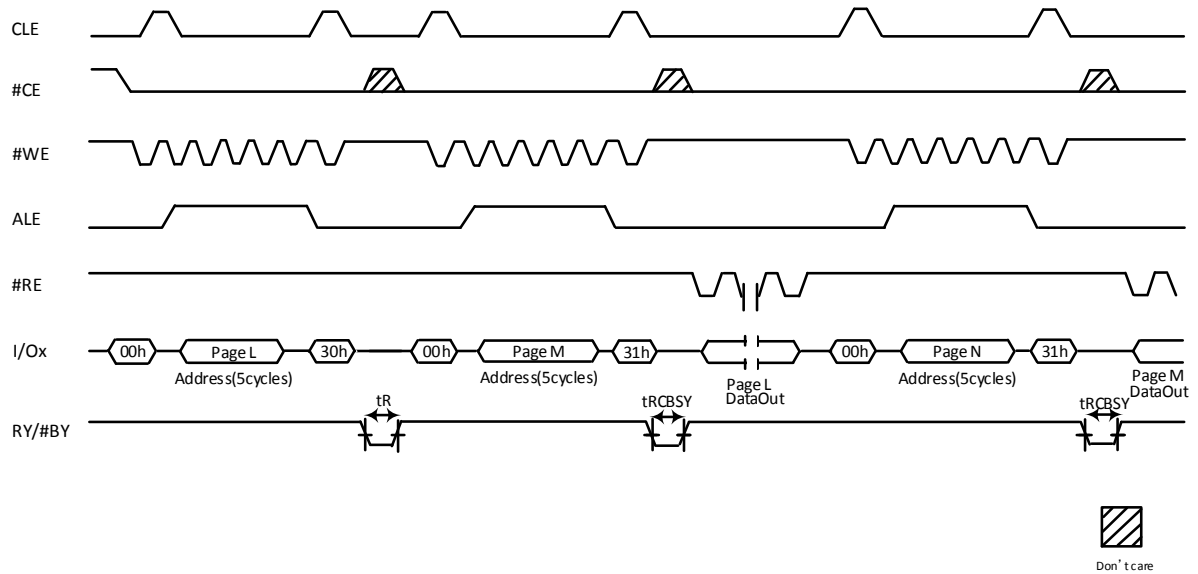 CLE
#CE
#WE
ALE
#RE
I/Ox
00h
Page L
30h
00h
Page M
31h
00h
Page N
31h
Address(5cycles)
Address(5cycles)
Page L
DataOut
Address(5cycles)
Page M
DataOut
tR
tRCBSY
tRCBSY
RY/#BY
Don't care